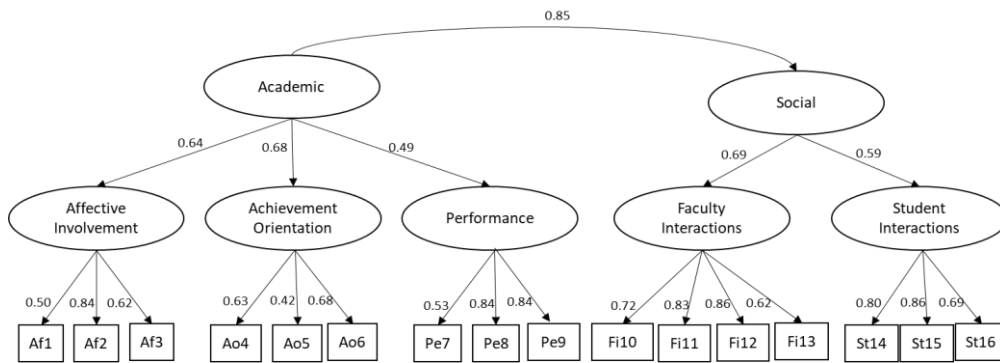 0.85
Academic
Social
0.64
0.68
0.49
0.69
0.59
Affective
Involvement
Achievement
Orientation
Performance
Faculty
Interactions
Student
Interactions
0.50
0.84
0.62
0.63
0.42
0.68
0.53
0.84
0.84
0.72
0.83
0.86
0.62
0.80
0.86
0.69
Af1
Af2
Af3
Ao4
Ao5
Ao6
Pe7
Pe8
Pe9
Fi10
Fi11
Fi12
Fi13
St14
St15
St16